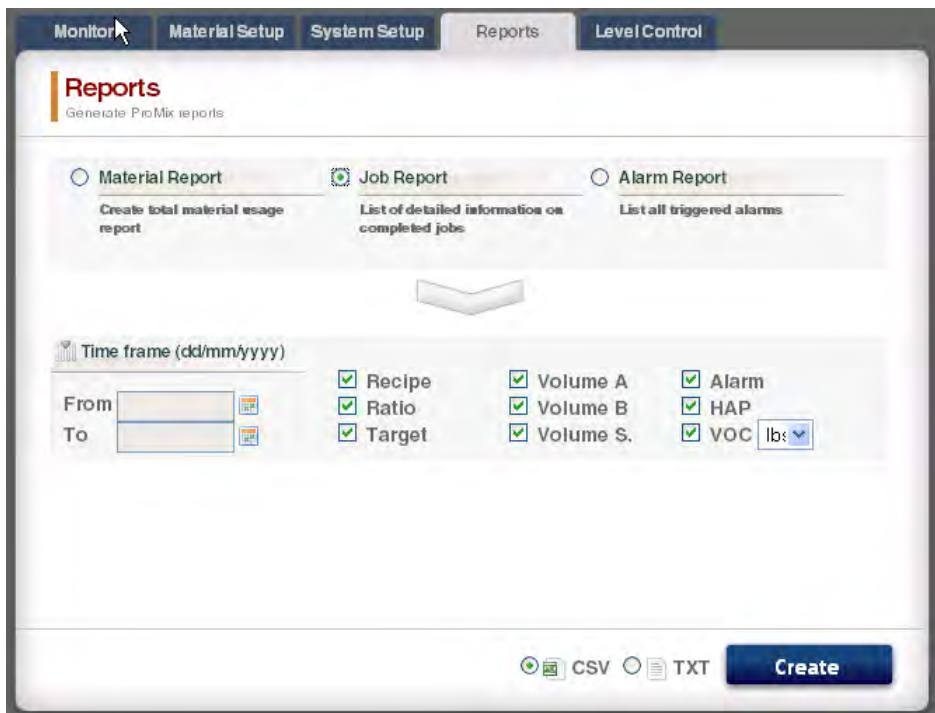 Monitor Material Setup System Setup Reports Level Control
Reports
Generate ProMix reports
Material Report Job Report Alarm Report
Create total material usage report
List of detailed information on completed jobs
List all triggered alarms
Time frame (dd/mm/yyyy)
From
To
Recipe Volume A Alarm
Ratio Volume B HAP
Target Volume S. VOC lbs
CSV TXT Create